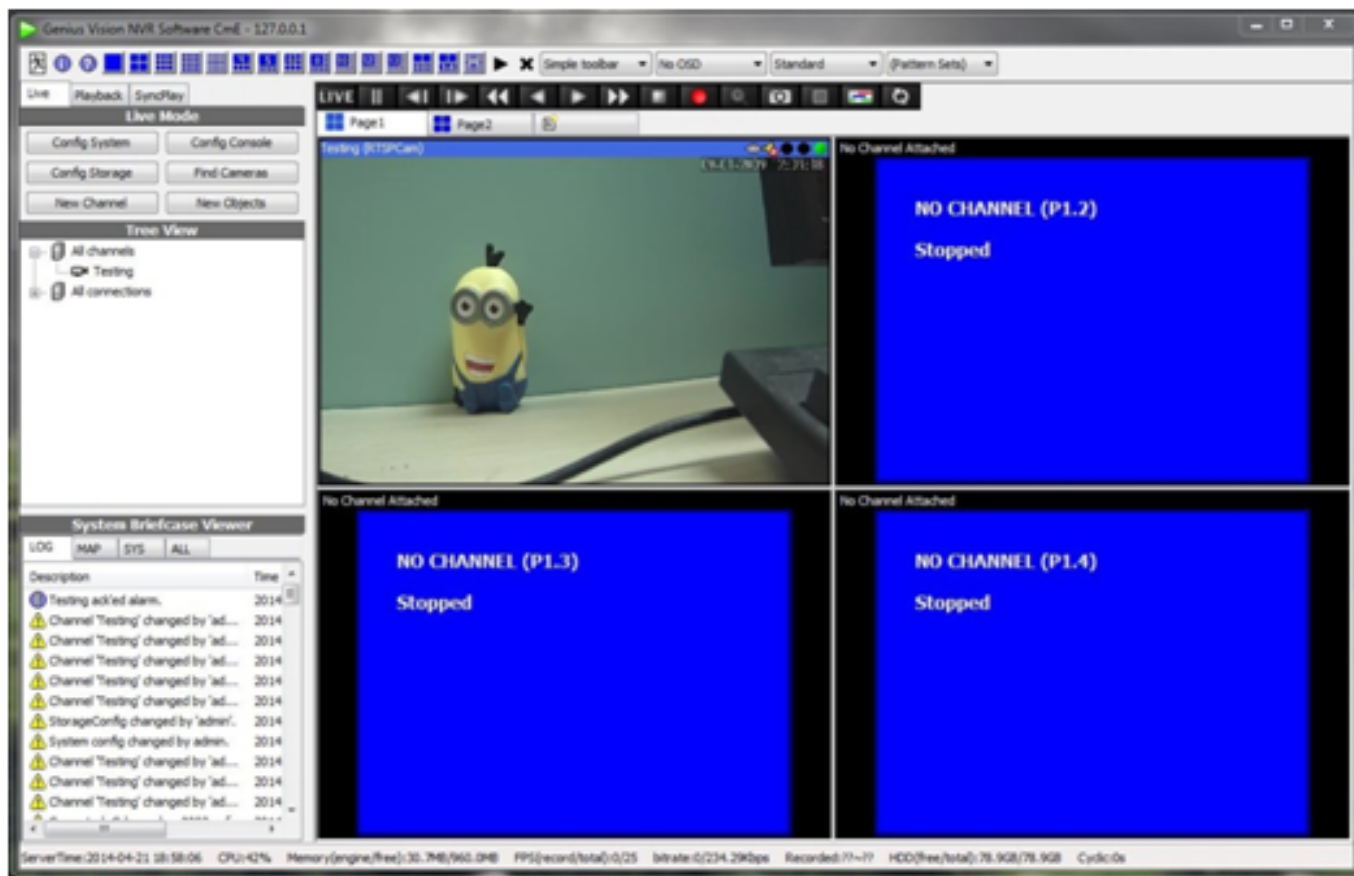 Genius Vision NVR Software CmE - 127.0.0.1
Simple toolbar No OSD Standard (Pattern Sets)
Live Playback SyncPlay
LIVE
Live Mode
Page1 Page2
Config System Config Console
Config Storage Find Cameras
New Channel New Objects
Tree View
All channels
Testing
All connections
Testing (RTSPCam)
No Channel Attached
NO CHANNEL (P1.2)
Stopped
No Channel Attached
NO CHANNEL (P1.3)
Stopped
No Channel Attached
NO CHANNEL (P1.4)
Stopped
System Briefcase Viewer
LOG MAP SYS ALL
Description Time
Testing ack'ed alarm. 2014
Channel 'Testing' changed by 'ad.... 2014
Channel 'Testing' changed by 'ad.... 2014
Channel 'Testing' changed by 'ad.... 2014
Channel 'Testing' changed by 'ad.... 2014
Channel 'Testing' changed by 'ad.... 2014
StorageConfig changed by 'admin'. 2014
System config changed by admin. 2014
Channel 'Testing' changed by 'ad.... 2014
Channel 'Testing' changed by 'ad.... 2014
Channel 'Testing' changed by 'ad.... 2014
ServerTime:2014-04-21 18:58:06 CPU:42% Memory(engine/free):30.7MB/960.0MB FPS(record/total):0/25 bitrate:0/234.29Kbps Recorded:??~?? HDD(free/total):78.9GB/78.9GB Cyclic:0s